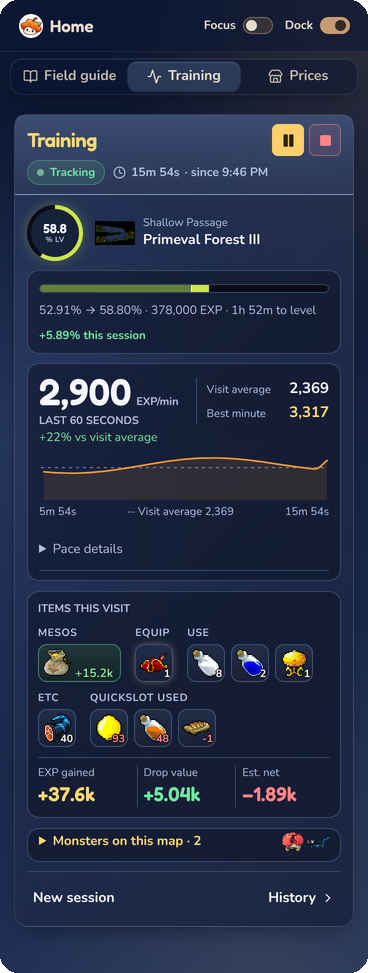 Home
Focus
Dock
Field guide
Training
Prices
Training
Tracking
15m 54s · since 9:46 PM
58.8
% LV
Shallow Passage
Primeval Forest III
52.91% → 58.80% · 378,000 EXP · 1h 52m to level
+5.89% this session
2,900 EXP/min
LAST 60 SECONDS
+22% vs visit average
Visit average 2,369
Best minute 3,317
5m 54s
··· Visit average 2,369
15m 54s
Pace details
ITEMS THIS VISIT
MESOS
EQUIP
USE
+15.2k
1
8
2
1
ETC
QUICKSLOT USED
40
-93
-48
-1
EXP gained
Drop value
Est. net
+37.6k
+5.04k
−1.89k
Monsters on this map · 2
New session
History